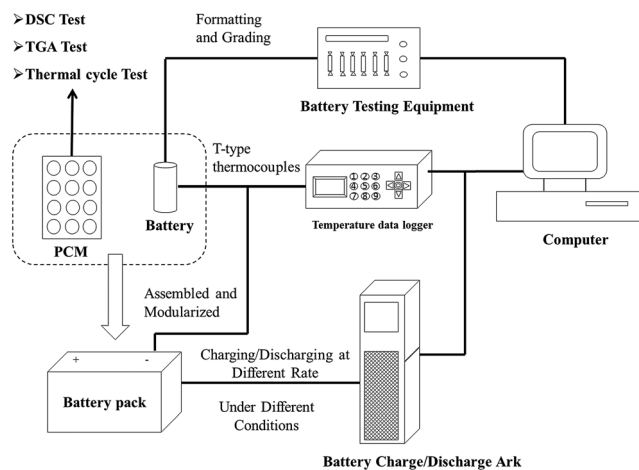 ➢DSC Test
➢TGA Test
➢Thermal cycle Test
Formatting
and Grading
Battery Testing Equipment
T-type
thermocouples
①②③
④⑤⑥
⑦⑧⑨
Temperature data logger
Computer
PCM
Battery
Assembled and
Modularized
+ -
Battery pack
Charging/Discharging at
Different Rate
Under Different
Conditions
Battery Charge/Discharge Ark